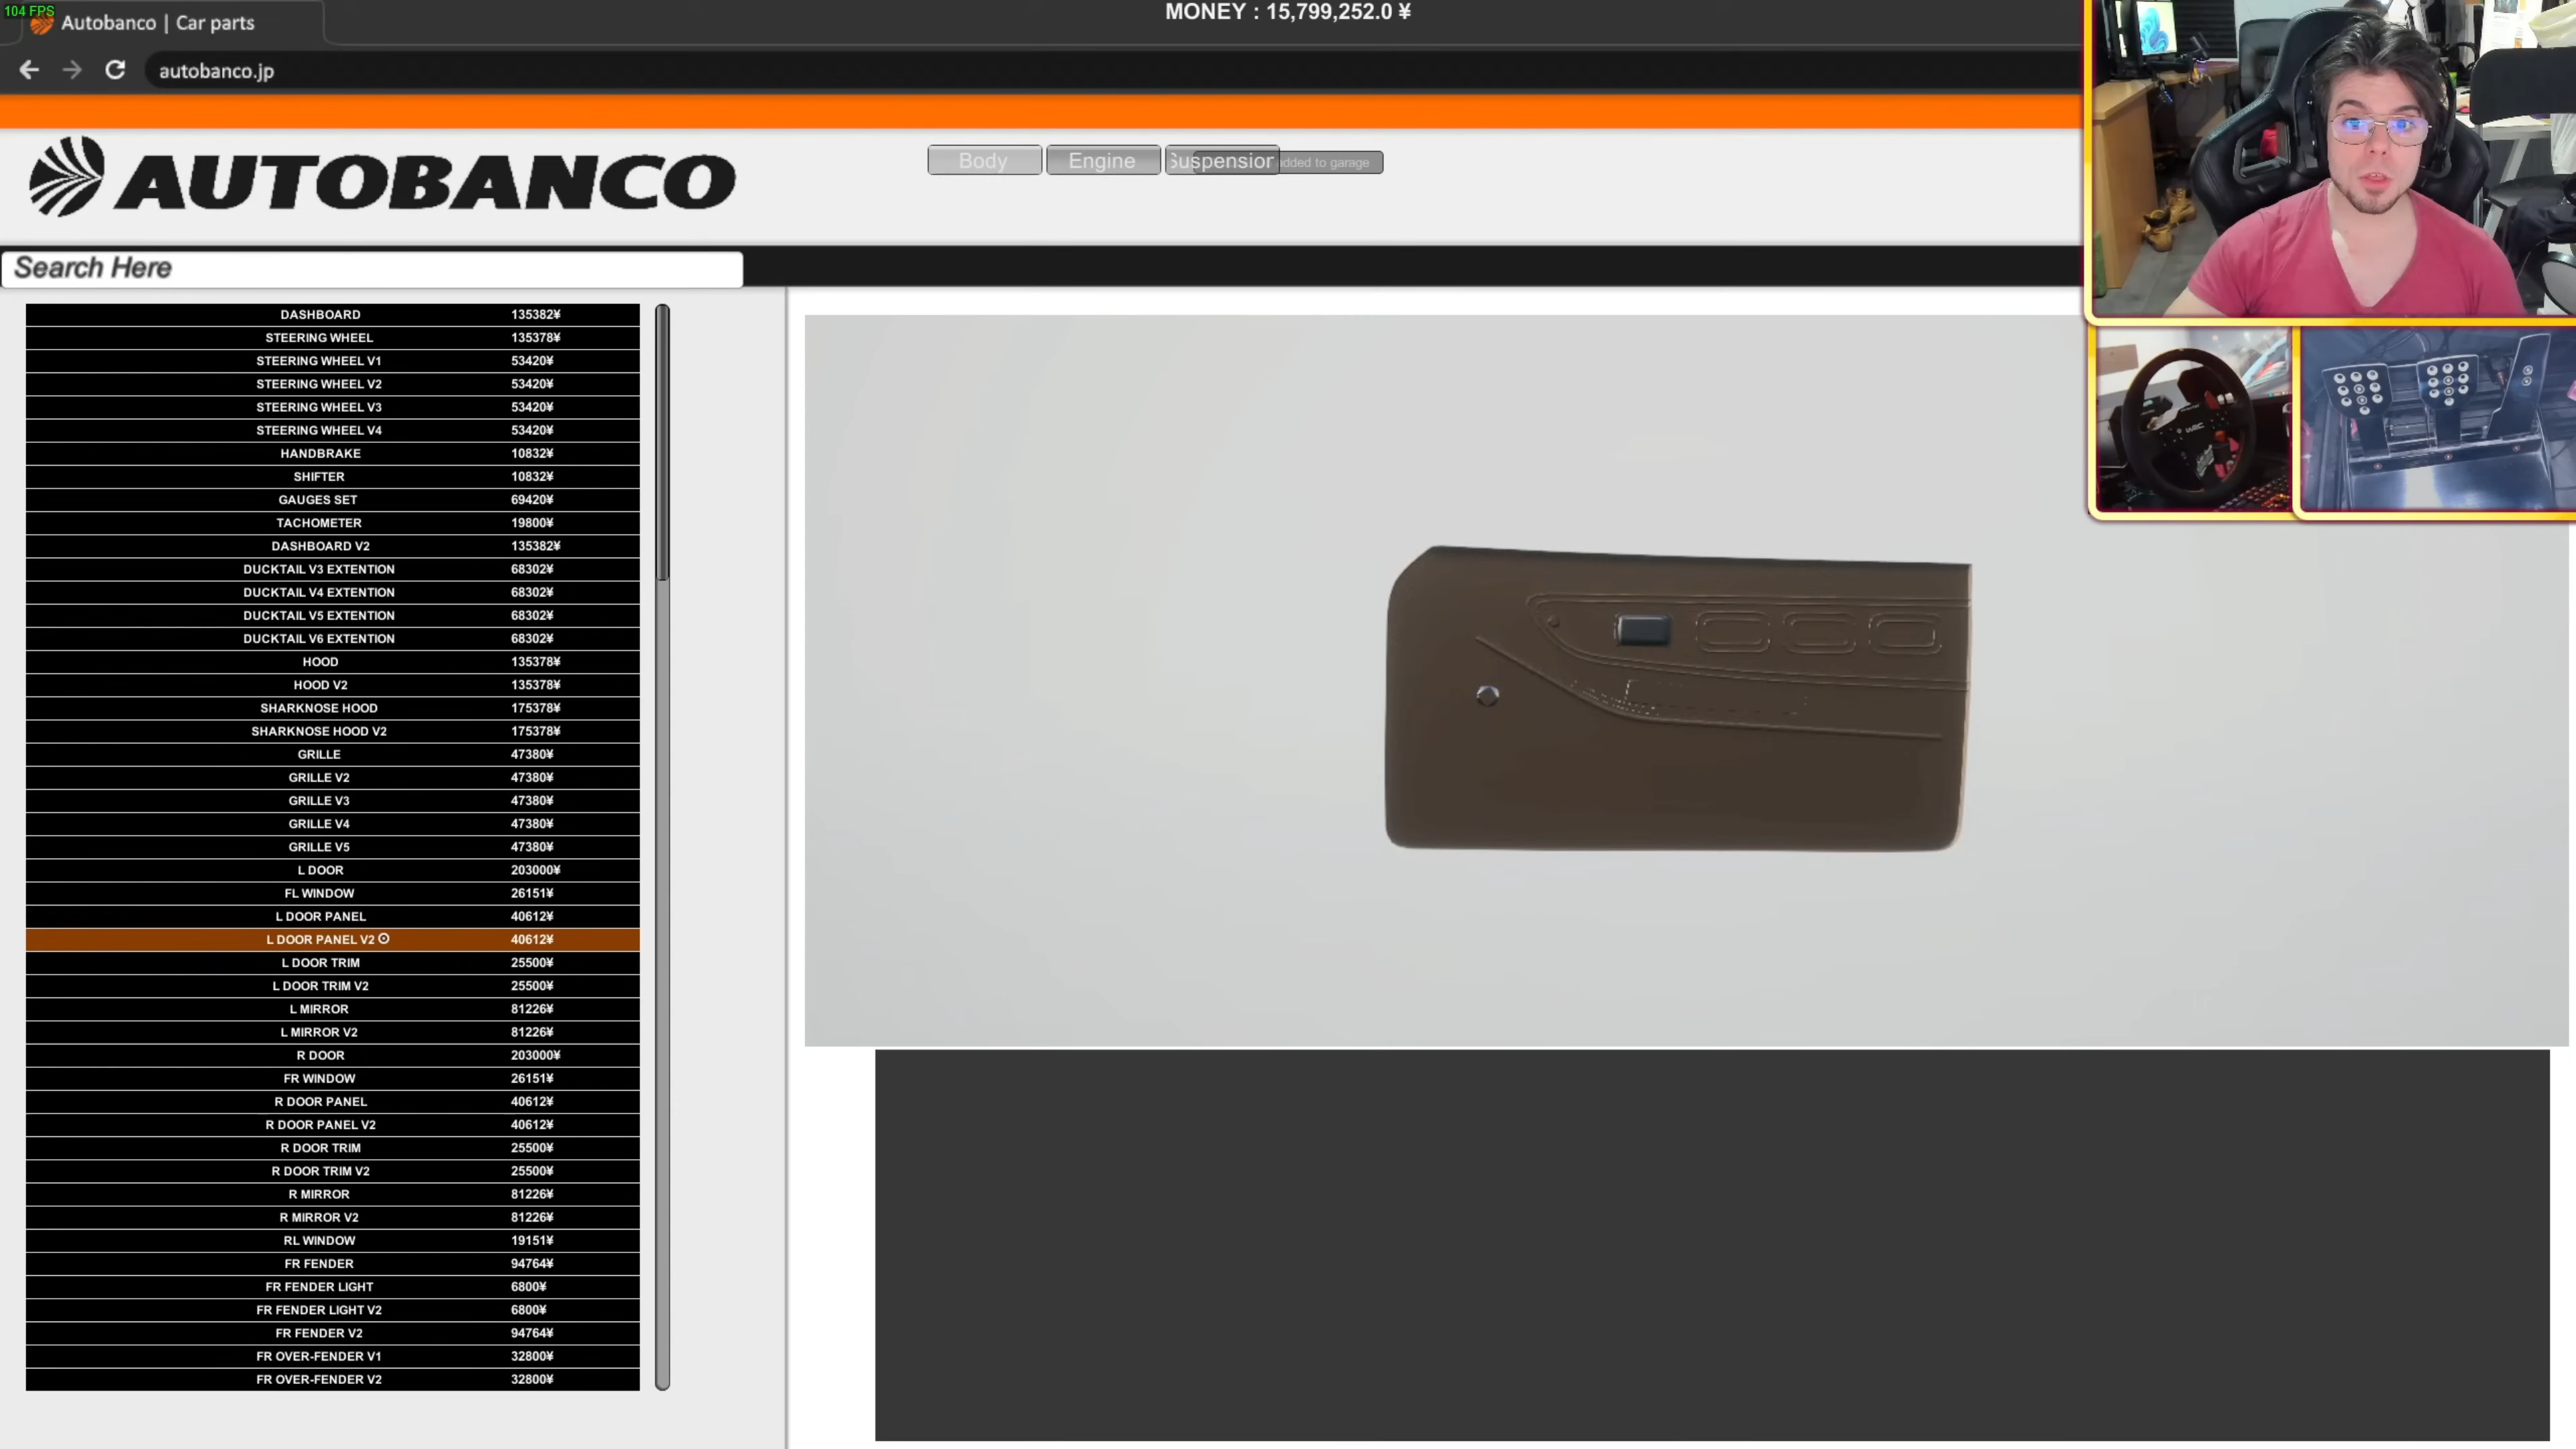 104 FPS
Autobanco | Car parts
MONEY : 15,799,252.0 ¥
autobanco.jp
AUTOBANCO
Body
Engine
Suspension
added to garage
Search Here
DASHBOARD 135382¥
STEERING WHEEL 135378¥
STEERING WHEEL V1 53420¥
STEERING WHEEL V2 53420¥
STEERING WHEEL V3 53420¥
STEERING WHEEL V4 53420¥
HANDBRAKE 10832¥
SHIFTER 10832¥
GAUGES SET 69420¥
TACHOMETER 19800¥
DASHBOARD V2 135382¥
DUCKTAIL V3 EXTENTION 68302¥
DUCKTAIL V4 EXTENTION 68302¥
DUCKTAIL V5 EXTENTION 68302¥
DUCKTAIL V6 EXTENTION 68302¥
HOOD 135378¥
HOOD V2 135378¥
SHARKNOSE HOOD 175378¥
SHARKNOSE HOOD V2 175378¥
GRILLE 47380¥
GRILLE V2 47380¥
GRILLE V3 47380¥
GRILLE V4 47380¥
GRILLE V5 47380¥
L DOOR 203000¥
FL WINDOW 26151¥
L DOOR PANEL 40612¥
L DOOR PANEL V2 40612¥
L DOOR TRIM 25500¥
L DOOR TRIM V2 25500¥
L MIRROR 81226¥
L MIRROR V2 81226¥
R DOOR 203000¥
FR WINDOW 26151¥
R DOOR PANEL 40612¥
R DOOR PANEL V2 40612¥
R DOOR TRIM 25500¥
R DOOR TRIM V2 25500¥
R MIRROR 81226¥
R MIRROR V2 81226¥
RL WINDOW 19151¥
FR FENDER 94764¥
FR FENDER LIGHT 6800¥
FR FENDER LIGHT V2 6800¥
FR FENDER V2 94764¥
FR OVER-FENDER V1 32800¥
FR OVER-FENDER V2 32800¥